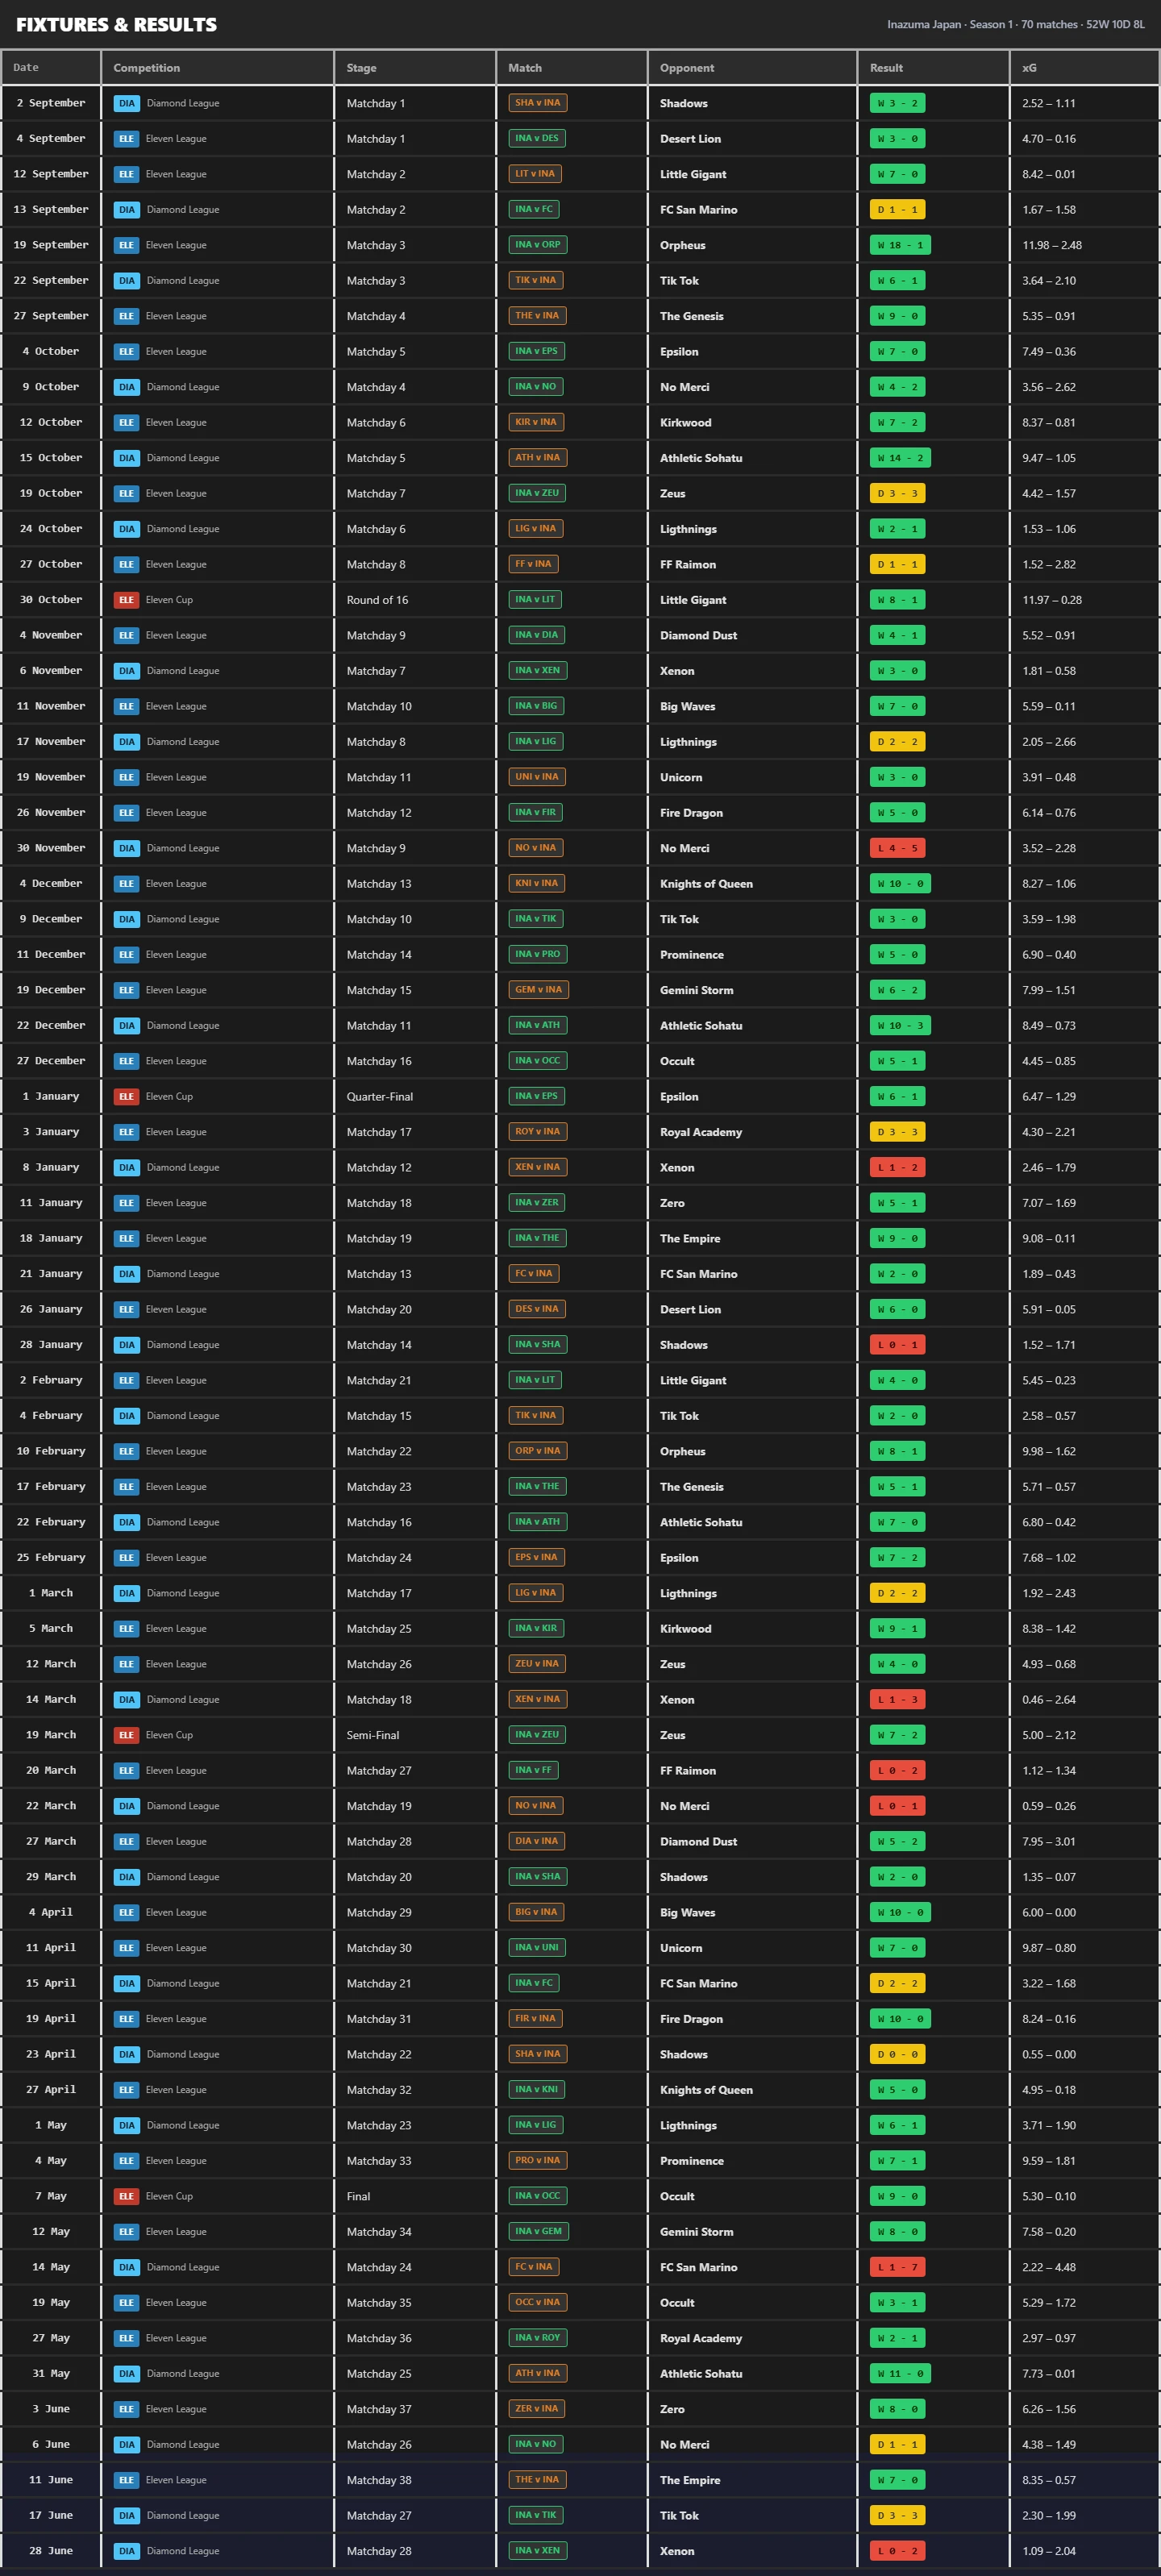 FIXTURES & RESULTS
Inazuma Japan · Season 1 · 70 matches · 52W 10D 8L
Date Competition Stage Match Opponent Result xG
2 September DIA Diamond League Matchday 1 SHA v INA Shadows W 3 - 2 2.52 – 1.11
4 September ELE Eleven League Matchday 1 INA v DES Desert Lion W 3 - 0 4.70 – 0.16
12 September ELE Eleven League Matchday 2 LIT v INA Little Gigant W 7 - 0 8.42 – 0.01
13 September DIA Diamond League Matchday 2 INA v FC FC San Marino D 1 - 1 1.67 – 1.58
19 September ELE Eleven League Matchday 3 INA v ORP Orpheus W 18 - 1 11.98 – 2.48
22 September DIA Diamond League Matchday 3 TIK v INA Tik Tok W 6 - 1 3.64 – 2.10
27 September ELE Eleven League Matchday 4 THE v INA The Genesis W 9 - 0 5.35 – 0.91
4 October ELE Eleven League Matchday 5 INA v EPS Epsilon W 7 - 0 7.49 – 0.36
9 October DIA Diamond League Matchday 4 INA v NO No Merci W 4 - 2 3.56 – 2.62
12 October ELE Eleven League Matchday 6 KIR v INA Kirkwood W 7 - 2 8.37 – 0.81
15 October DIA Diamond League Matchday 5 ATH v INA Athletic Sohatu W 14 - 2 9.47 – 1.05
19 October ELE Eleven League Matchday 7 INA v ZEU Zeus D 3 - 3 4.42 – 1.57
24 October DIA Diamond League Matchday 6 LIG v INA Ligthnings W 2 - 1 1.53 – 1.06
27 October ELE Eleven League Matchday 8 FF v INA FF Raimon D 1 - 1 1.52 – 2.82
30 October ELE Eleven Cup Round of 16 INA v LIT Little Gigant W 8 - 1 11.97 – 0.28
4 November ELE Eleven League Matchday 9 INA v DIA Diamond Dust W 4 - 1 5.52 – 0.91
6 November DIA Diamond League Matchday 7 INA v XEN Xenon W 3 - 0 1.81 – 0.58
11 November ELE Eleven League Matchday 10 INA v BIG Big Waves W 7 - 0 5.59 – 0.11
17 November DIA Diamond League Matchday 8 INA v LIG Ligthnings D 2 - 2 2.05 – 2.66
19 November ELE Eleven League Matchday 11 UNI v INA Unicorn W 3 - 0 3.91 – 0.48
26 November ELE Eleven League Matchday 12 INA v FIR Fire Dragon W 5 - 0 6.14 – 0.76
30 November DIA Diamond League Matchday 9 NO v INA No Merci L 4 - 5 3.52 – 2.28
4 December ELE Eleven League Matchday 13 KNI v INA Knights of Queen W 10 - 0 8.27 – 1.06
9 December DIA Diamond League Matchday 10 INA v TIK Tik Tok W 3 - 0 3.59 – 1.98
11 December ELE Eleven League Matchday 14 INA v PRO Prominence W 5 - 0 6.90 – 0.40
19 December ELE Eleven League Matchday 15 GEM v INA Gemini Storm W 6 - 2 7.99 – 1.51
22 December DIA Diamond League Matchday 11 INA v ATH Athletic Sohatu W 10 - 3 8.49 – 0.73
27 December ELE Eleven League Matchday 16 INA v OCC Occult W 5 - 1 4.45 – 0.85
1 January ELE Eleven Cup Quarter-Final INA v EPS Epsilon W 6 - 1 6.47 – 1.29
3 January ELE Eleven League Matchday 17 ROY v INA Royal Academy D 3 - 3 4.30 – 2.21
8 January DIA Diamond League Matchday 12 XEN v INA Xenon L 1 - 2 2.46 – 1.79
11 January ELE Eleven League Matchday 18 INA v ZER Zero W 5 - 1 7.07 – 1.69
18 January ELE Eleven League Matchday 19 INA v THE The Empire W 9 - 0 9.08 – 0.11
21 January DIA Diamond League Matchday 13 FC v INA FC San Marino W 2 - 0 1.89 – 0.43
26 January ELE Eleven League Matchday 20 DES v INA Desert Lion W 6 - 0 5.91 – 0.05
28 January DIA Diamond League Matchday 14 INA v SHA Shadows L 0 - 1 1.52 – 1.71
2 February ELE Eleven League Matchday 21 INA v LIT Little Gigant W 4 - 0 5.45 – 0.23
4 February DIA Diamond League Matchday 15 TIK v INA Tik Tok W 2 - 0 2.58 – 0.57
10 February ELE Eleven League Matchday 22 ORP v INA Orpheus W 8 - 1 9.98 – 1.62
17 February ELE Eleven League Matchday 23 INA v THE The Genesis W 5 - 1 5.71 – 0.57
22 February DIA Diamond League Matchday 16 INA v ATH Athletic Sohatu W 7 - 0 6.80 – 0.42
25 February ELE Eleven League Matchday 24 EPS v INA Epsilon W 7 - 2 7.68 – 1.02
1 March DIA Diamond League Matchday 17 LIG v INA Ligthnings D 2 - 2 1.92 – 2.43
5 March ELE Eleven League Matchday 25 INA v KIR Kirkwood W 9 - 1 8.38 – 1.42
12 March ELE Eleven League Matchday 26 ZEU v INA Zeus W 4 - 0 4.93 – 0.68
14 March DIA Diamond League Matchday 18 XEN v INA Xenon L 1 - 3 0.46 – 2.64
19 March ELE Eleven Cup Semi-Final INA v ZEU Zeus W 7 - 2 5.00 – 2.12
20 March ELE Eleven League Matchday 27 INA v FF FF Raimon L 0 - 2 1.12 – 1.34
22 March DIA Diamond League Matchday 19 NO v INA No Merci L 0 - 1 0.59 – 0.26
27 March ELE Eleven League Matchday 28 DIA v INA Diamond Dust W 5 - 2 7.95 – 3.01
29 March DIA Diamond League Matchday 20 INA v SHA Shadows W 2 - 0 1.35 – 0.07
4 April ELE Eleven League Matchday 29 BIG v INA Big Waves W 10 - 0 6.00 – 0.00
11 April ELE Eleven League Matchday 30 INA v UNI Unicorn W 7 - 0 9.87 – 0.80
15 April DIA Diamond League Matchday 21 INA v FC FC San Marino D 2 - 2 3.22 – 1.68
19 April ELE Eleven League Matchday 31 FIR v INA Fire Dragon W 10 - 0 8.24 – 0.16
23 April DIA Diamond League Matchday 22 SHA v INA Shadows D 0 - 0 0.55 – 0.00
27 April ELE Eleven League Matchday 32 INA v KNI Knights of Queen W 5 - 0 4.95 – 0.18
1 May DIA Diamond League Matchday 23 INA v LIG Ligthnings W 6 - 1 3.71 – 1.90
4 May ELE Eleven League Matchday 33 PRO v INA Prominence W 7 - 1 9.59 – 1.81
7 May ELE Eleven Cup Final INA v OCC Occult W 9 - 0 5.30 – 0.10
12 May ELE Eleven League Matchday 34 INA v GEM Gemini Storm W 8 - 0 7.58 – 0.20
14 May DIA Diamond League Matchday 24 FC v INA FC San Marino L 1 - 7 2.22 – 4.48
19 May ELE Eleven League Matchday 35 OCC v INA Occult W 3 - 1 5.29 – 1.72
27 May ELE Eleven League Matchday 36 INA v ROY Royal Academy W 2 - 1 2.97 – 0.97
31 May DIA Diamond League Matchday 25 ATH v INA Athletic Sohatu W 11 - 0 7.73 – 0.01
3 June ELE Eleven League Matchday 37 ZER v INA Zero W 8 - 0 6.26 – 1.56
6 June DIA Diamond League Matchday 26 INA v NO No Merci D 1 - 1 4.38 – 1.49
11 June ELE Eleven League Matchday 38 THE v INA The Empire W 7 - 0 8.35 – 0.57
17 June DIA Diamond League Matchday 27 INA v TIK Tik Tok D 3 - 3 2.30 – 1.99
28 June DIA Diamond League Matchday 28 INA v XEN Xenon L 0 - 2 1.09 – 2.04